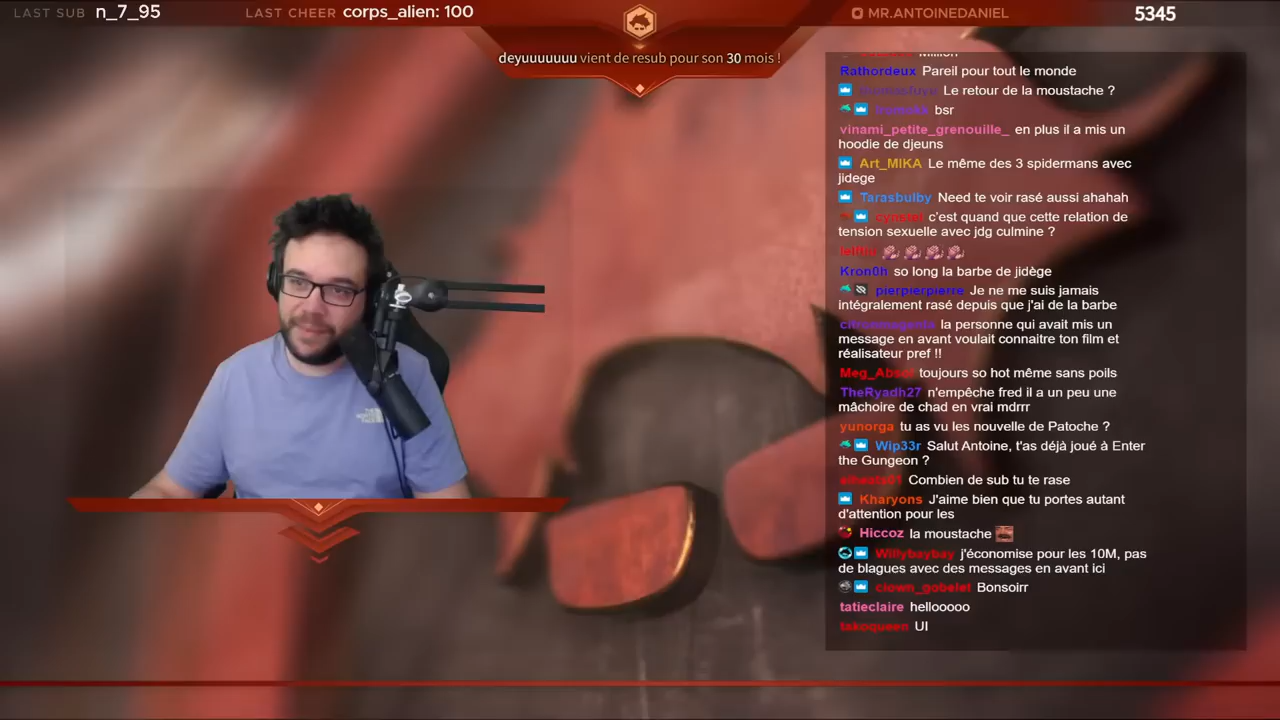 LAST SUB n_7_95 LAST CHEER corps_alien: 100 MR.ANTOINEDANIEL 5345
deyuuuuuuu vient de resub pour son 30 mois !
Rathordeux Pareil pour tout le monde
Le retour de la moustache ?
bsr
vinami_petite_grenouille_ en plus il a mis un
hoodie de djeuns
Art_MIKA Le même des 3 spidermans avec
jidege
Tarasbulby Need te voir rasé aussi ahahah
c'est quand que cette relation de
tension sexuelle avec jdg culmine ?
Kron0h so long la barbe de jidège
pierpierpierre Je ne me suis jamais
intégralement rasé depuis que j'ai de la barbe
la personne qui avait mis un
message en avant voulait connaitre ton film et
réalisateur pref !!
toujours so hot même sans poils
TheRyadh27 n'empêche fred il a un peu une
mâchoire de chad en vrai mdrrr
yunorga tu as vu les nouvelle de Patoche ?
Wip33r Salut Antoine, t'as déjà joué à Enter
the Gungeon ?
Combien de sub tu te rase
Kharyons J'aime bien que tu portes autant
d'attention pour les
Hiccoz la moustache
Willybaybay j'économise pour les 10M, pas
de blagues avec des messages en avant ici
clown_gobelet Bonsoirr
tatieclaire hellooooo
takoqueen UI